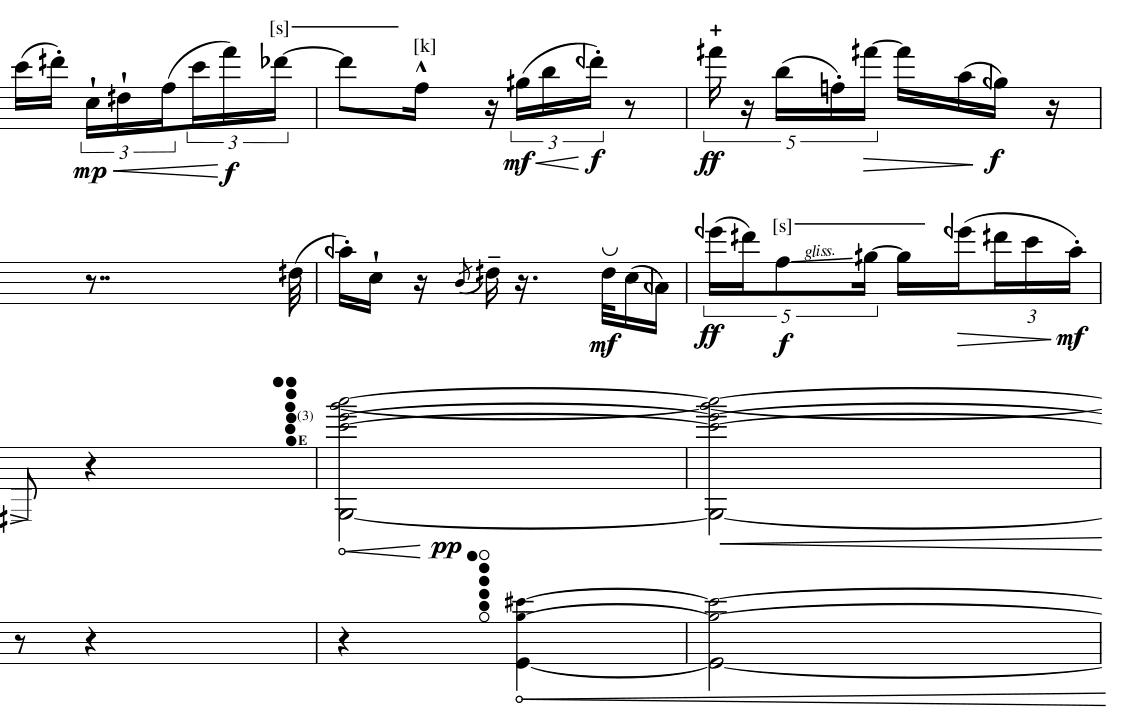 [s]
[k]
3 3 3 5
mp f mf f ff f
[s]
gliss.
5 3
mf ff f mf
(3)
E
pp